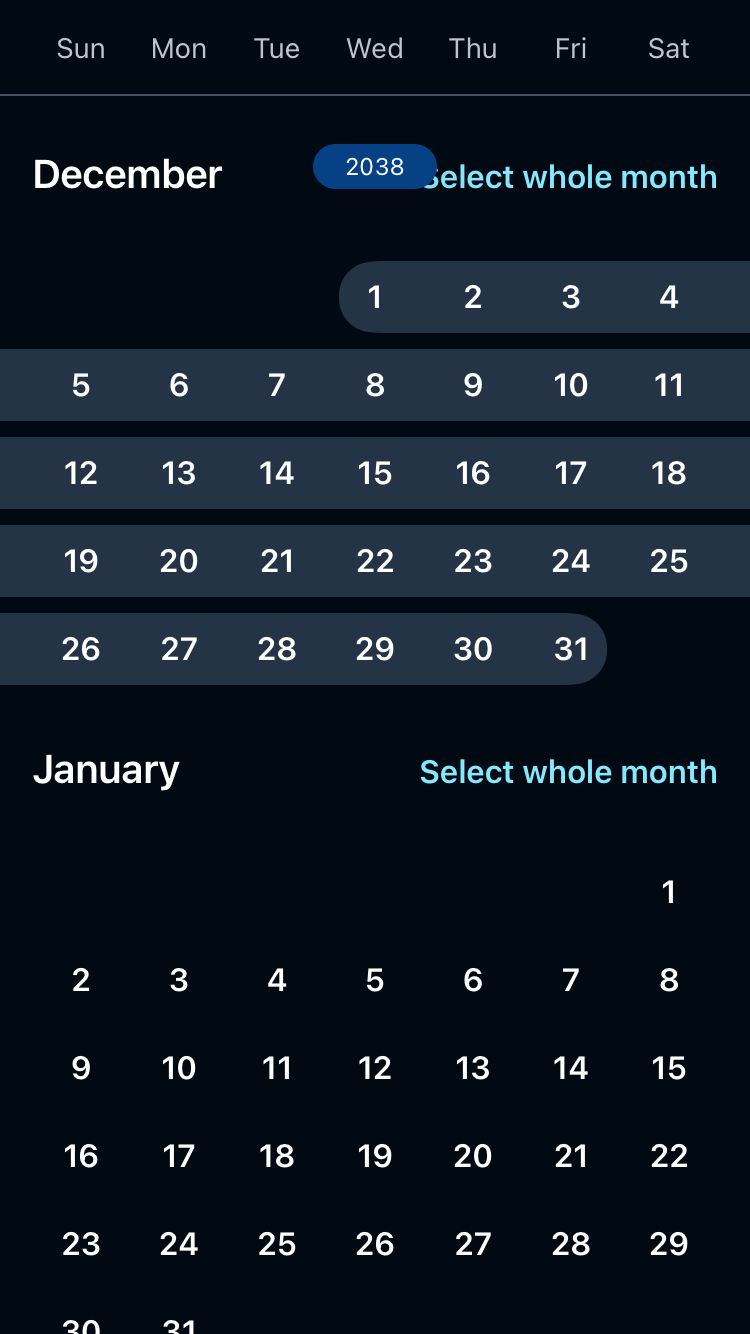 Sun Mon Tue Wed Thu Fri Sat
December 2038 Select whole month
1 2 3 4
5 6 7 8 9 10 11
12 13 14 15 16 17 18
19 20 21 22 23 24 25
26 27 28 29 30 31
January Select whole month
1
2 3 4 5 6 7 8
9 10 11 12 13 14 15
16 17 18 19 20 21 22
23 24 25 26 27 28 29
30 31